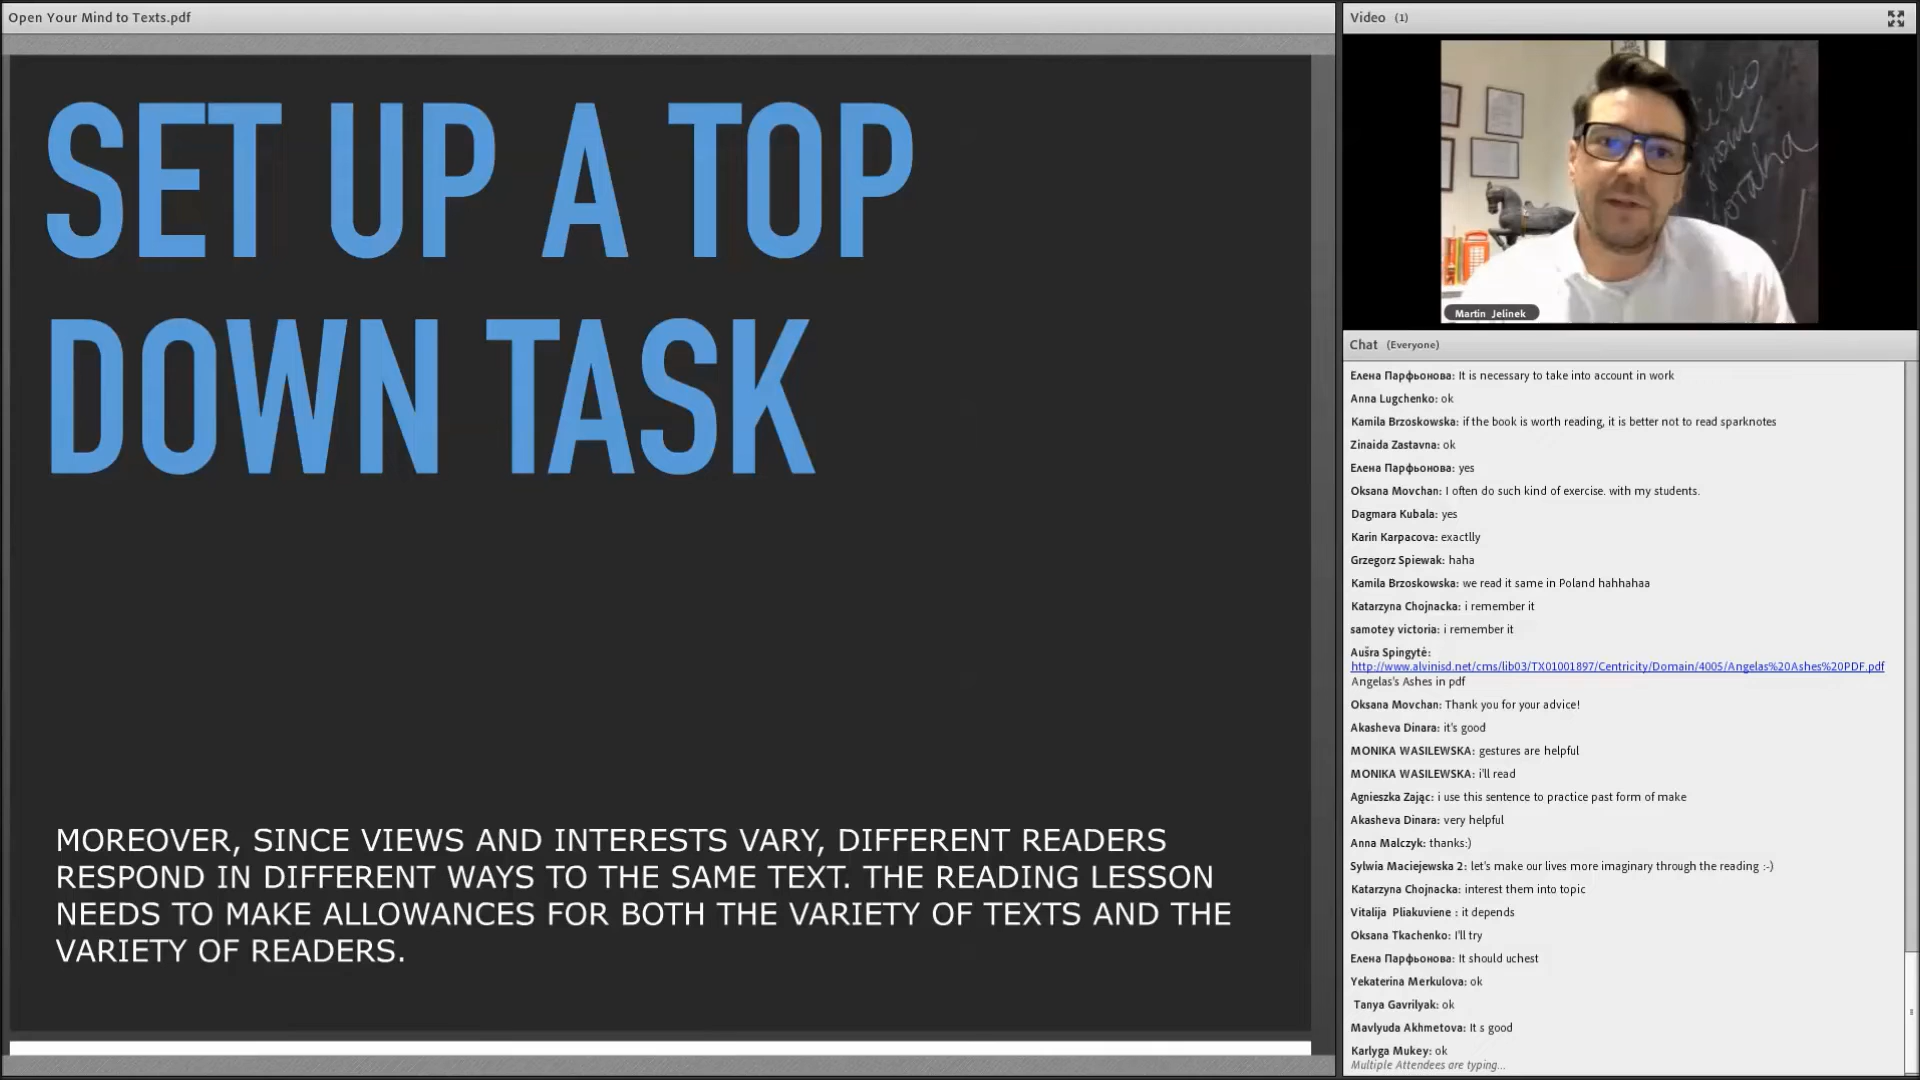 Open Your Mind to Texts.pdf
SET UP A TOP
DOWN TASK
MOREOVER, SINCE VIEWS AND INTERESTS VARY, DIFFERENT READERS
RESPOND IN DIFFERENT WAYS TO THE SAME TEXT. THE READING LESSON
NEEDS TO MAKE ALLOWANCES FOR BOTH THE VARIETY OF TEXTS AND THE
VARIETY OF READERS.
Video (1)
Martin Jelinek
Chat (Everyone)
Елена Парфьонова: It is necessary to take into account in work
Anna Lugchenko: ok
Kamila Brzoskowska: if the book is worth reading, it is better not to read sparknotes
Zinaida Zastavna: ok
Елена Парфьонова: yes
Oksana Movchan: I often do such kind of exercise. with my students.
Dagmara Kubala: yes
Karin Karpacova: exactlly
Grzegorz Spiewak: haha
Kamila Brzoskowska: we read it same in Poland hahhahaa
Katarzyna Chojnacka: i remember it
samotey victoria: i remember it
Aušra Spingytė:
http://www.alvinisd.net/cms/lib03/TX01001897/Centricity/Domain/4005/Angelas%20Ashes%20PDF.pdf
Angelas's Ashes in pdf
Oksana Movchan: Thank you for your advice!
Akasheva Dinara: it's good
MONIKA WASILEWSKA: gestures are helpful
MONIKA WASILEWSKA: i'll read
Agnieszka Zając: i use this sentence to practice past form of make
Akasheva Dinara: very helpful
Anna Malczyk: thanks:)
Sylwia Maciejewska 2: let's make our lives more imaginary through the reading :-)
Katarzyna Chojnacka: interest them into topic
Vitalija Pliakuviene : it depends
Oksana Tkachenko: I'll try
Елена Парфьонова: It should uchest
Yekaterina Merkulova: ok
Tanya Gavrilyak: ok
Mavlyuda Akhmetova: It s good
Karlyga Mukey: ok
Multiple Attendees are typing...